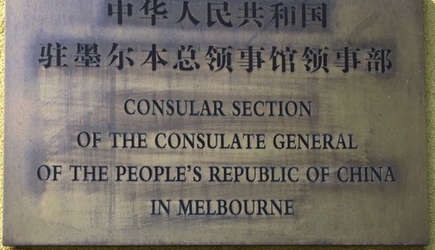 中华人民共和国
驻墨尔本总领事馆领事部
CONSULAR SECTION
OF THE CONSULATE GENERAL
OF THE PEOPLE'S REPUBLIC OF CHINA
IN MELBOURNE